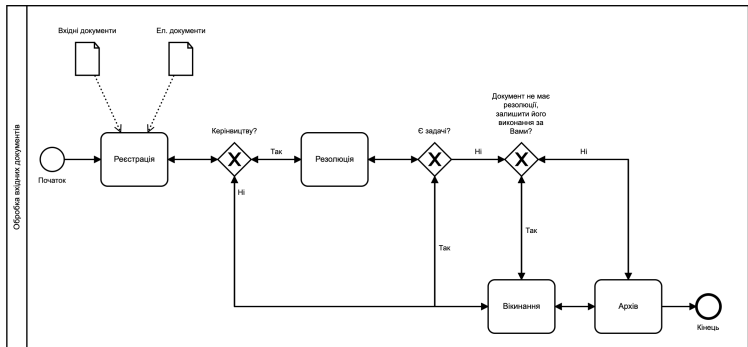 Обробка вхідних документів
Вхідні документи
Ел. документи
Початок
Реєстрація
Керінвицтву?
Так
Ні
Резолюція
Є задачі?
Ні
Так
Документ не має
резолюції,
залишити його
виконання за
Вами?
Ні
Так
Вікинання
Архів
Кінець